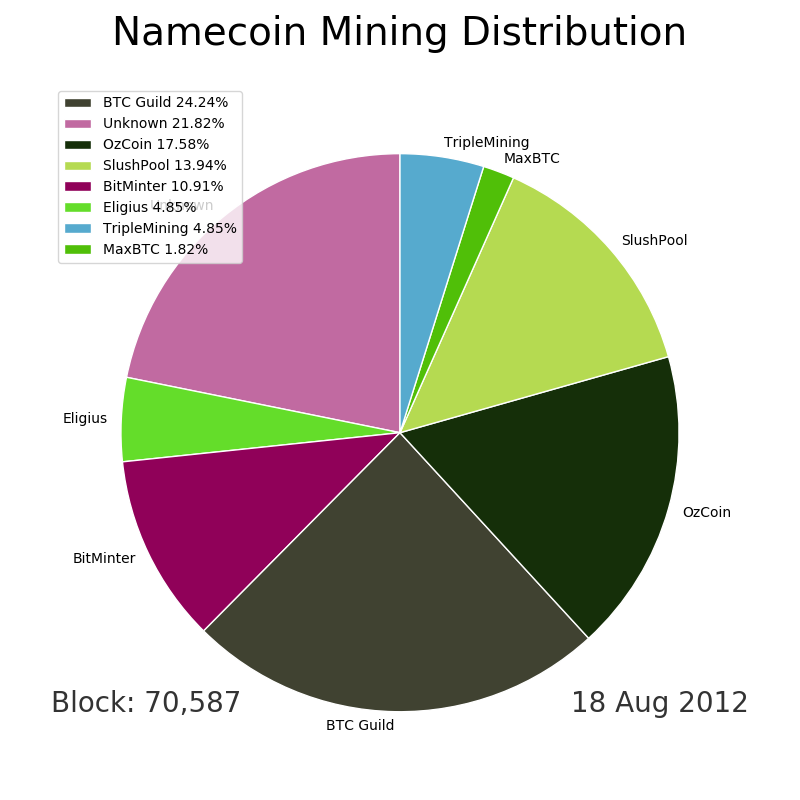 Namecoin Mining Distribution
BTC Guild 24.24%
Unknown 21.82%
OzCoin 17.58%
SlushPool 13.94%
BitMinter 10.91%
Eligius 4.85%
TripleMining 4.85%
MaxBTC 1.82%
TripleMining
MaxBTC
Unknown
SlushPool
Eligius
OzCoin
BitMinter
Block: 70,587
18 Aug 2012
BTC Guild